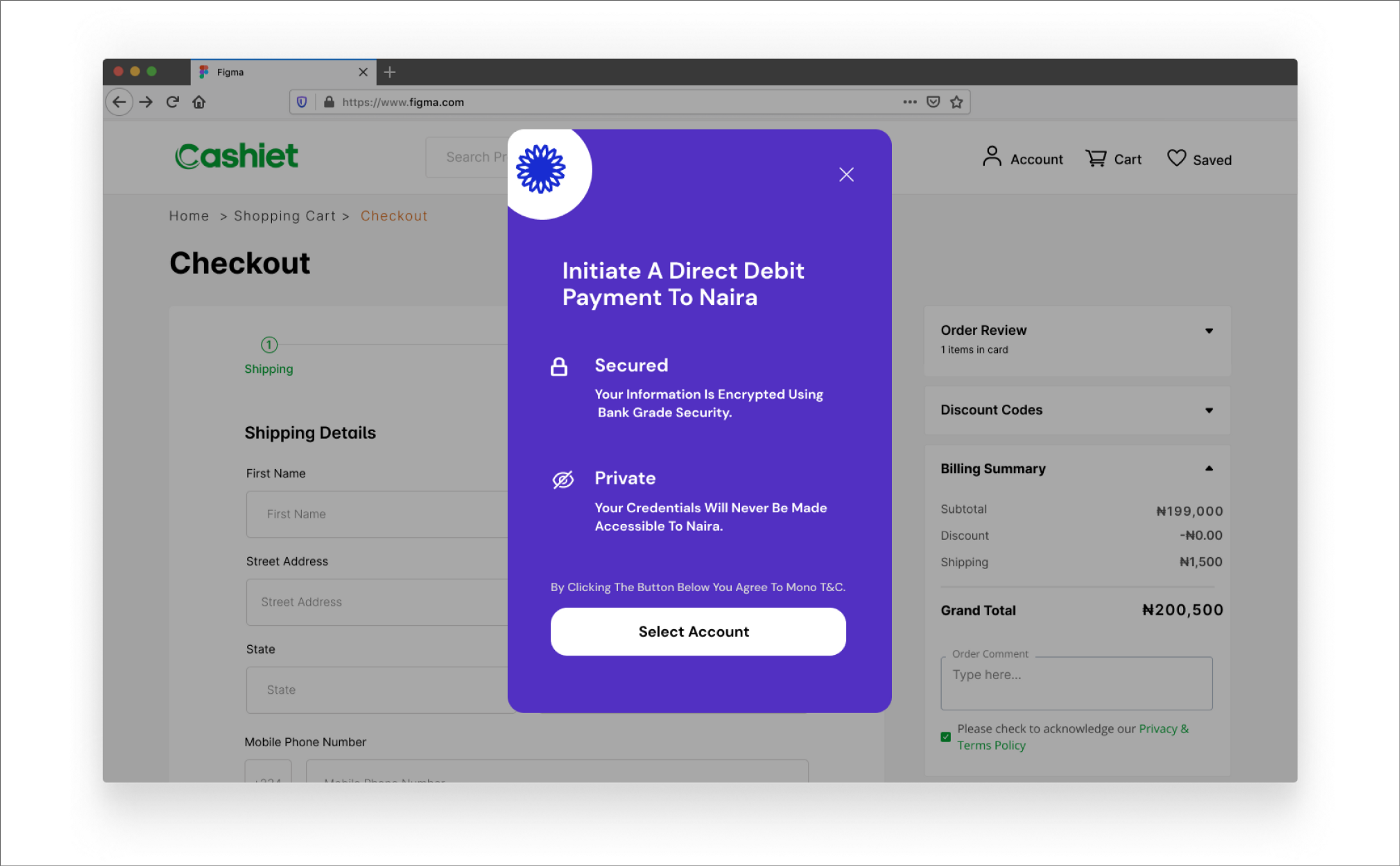 Figma
https://www.figma.com
Cashiet
Search Pr
Account
Cart
Saved
Home > Shopping Cart > Checkout
Checkout
1
Shipping
Shipping Details
First Name
First Name
Street Address
Street Address
State
State
Mobile Phone Number
+234
Mobile Phone Number
Initiate A Direct Debit
Payment To Naira
Secured
Your Information Is Encrypted Using
Bank Grade Security.
Private
Your Credentials Will Never Be Made
Accessible To Naira.
By Clicking The Button Below You Agree To Mono T&C.
Select Account
Order Review
1 items in card
Discount Codes
Billing Summary
Subtotal ₦199,000
Discount -₦0.00
Shipping ₦1,500
Grand Total ₦200,500
Order Comment
Type here...
Please check to acknowledge our Privacy &
Terms Policy